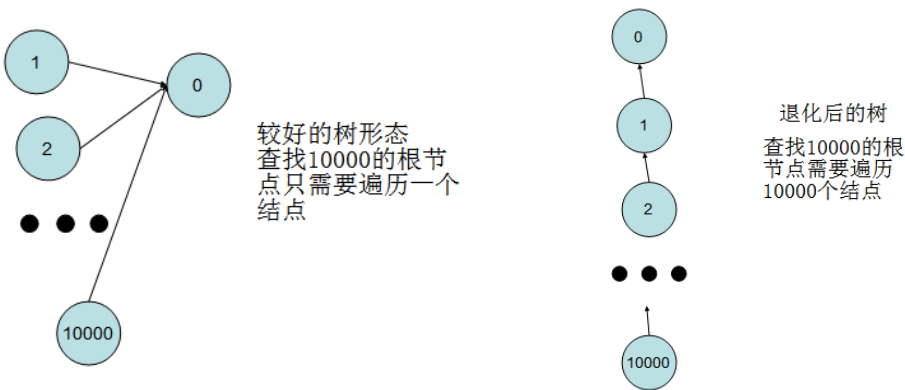 1
0
2
10000
较好的树形态
查找10000的根节
点只需要遍历一个
结点
0
1
2
10000
退化后的树
查找10000的根
节点需要遍历
10000个结点